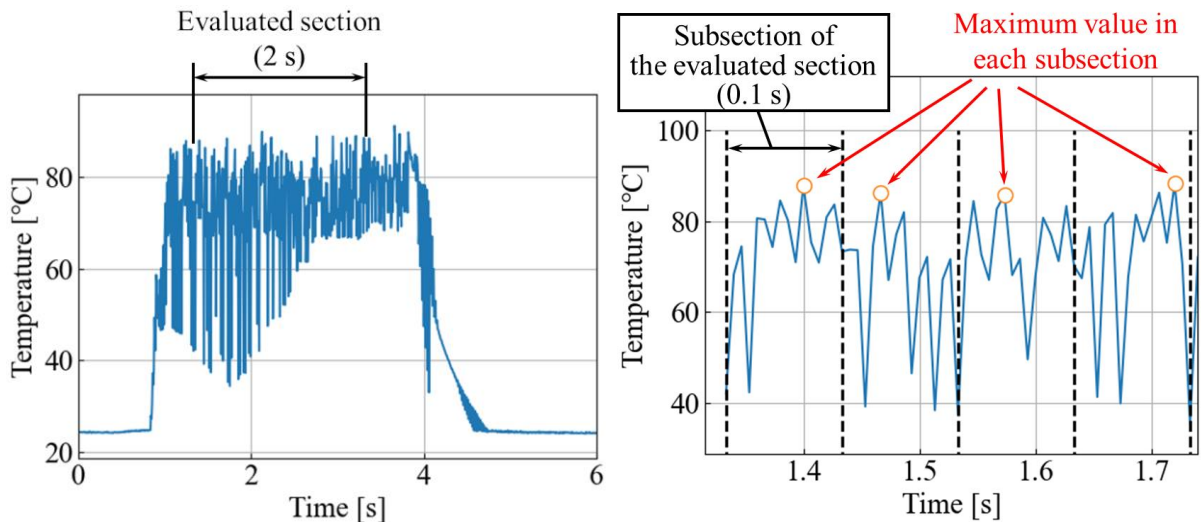 Evaluated section
(2 s)
Temperature [°C]
80
60
40
20
0
2
4
6
Time [s]
Subsection of
the evaluated section
(0.1 s)
Maximum value in
each subsection
Temperature [°C]
100
80
60
40
1.4
1.5
1.6
1.7
Time [s]